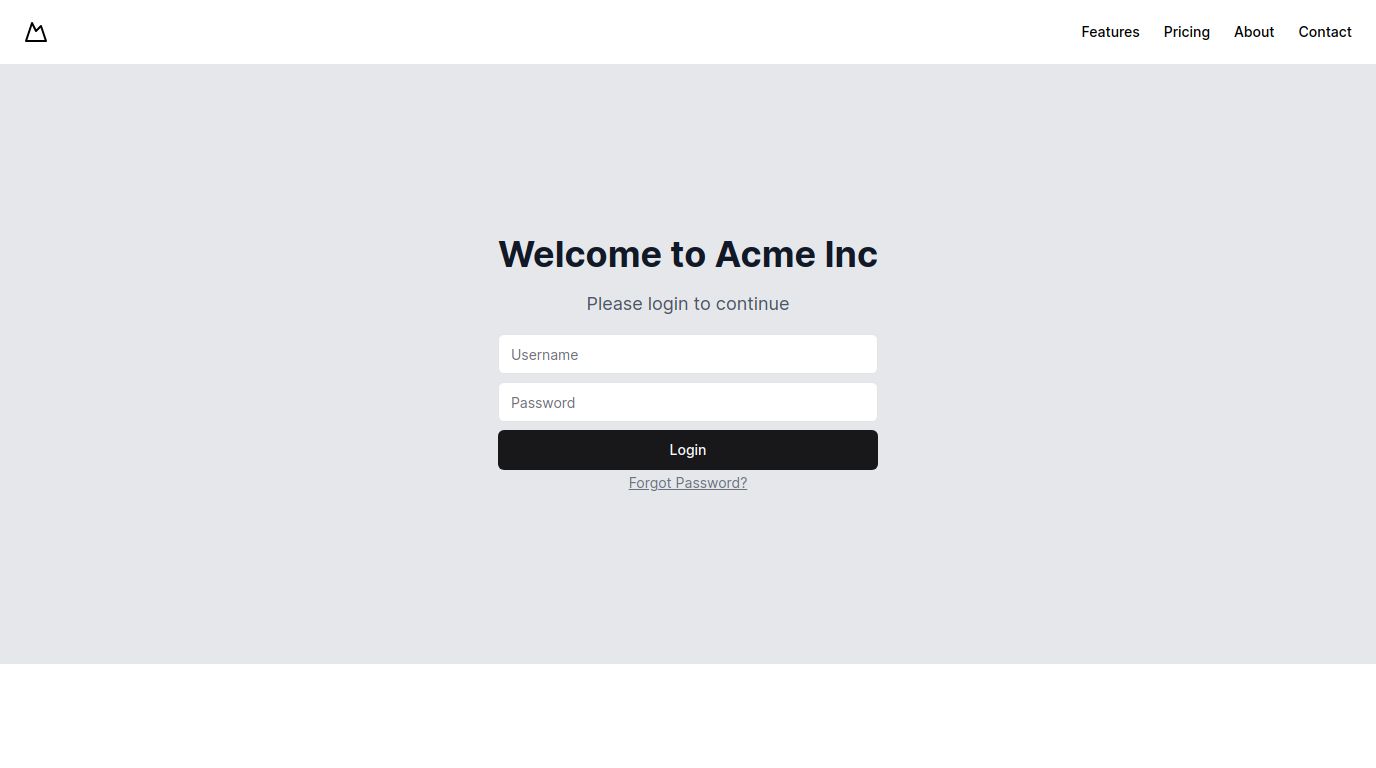 Features Pricing About Contact
Welcome to Acme Inc
Please login to continue
Username
Password
Login
Forgot Password?